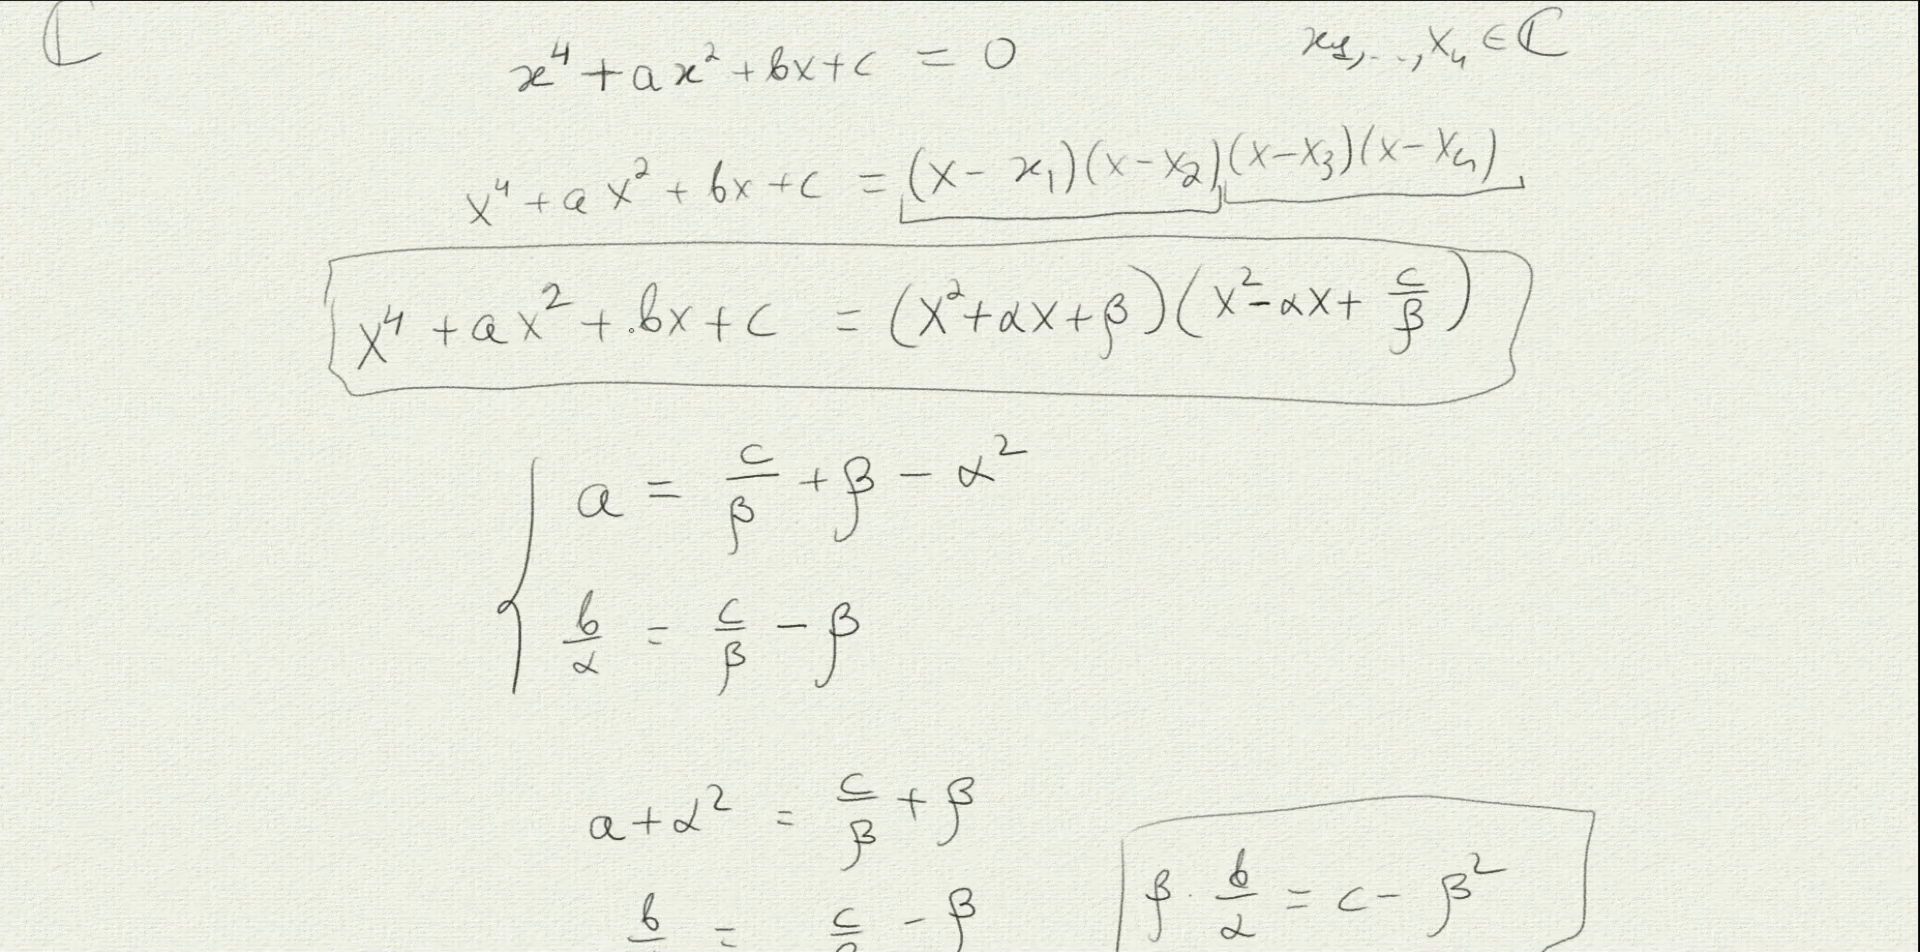 ℂ
x⁴ + ax² + bx + c = 0
x₁, ..., x₄ ∈ ℂ
x⁴ + ax² + bx + c = (x − x₁)(x − x₂)(x − x₃)(x − x₄)
x⁴ + ax² + bx + c = (x² + αx + β)(x² − αx + c/β)
a = c/β + β − α²
b/α = c/β − β
a + α² = c/β + β
β · b/α = c − β²
b = c − β